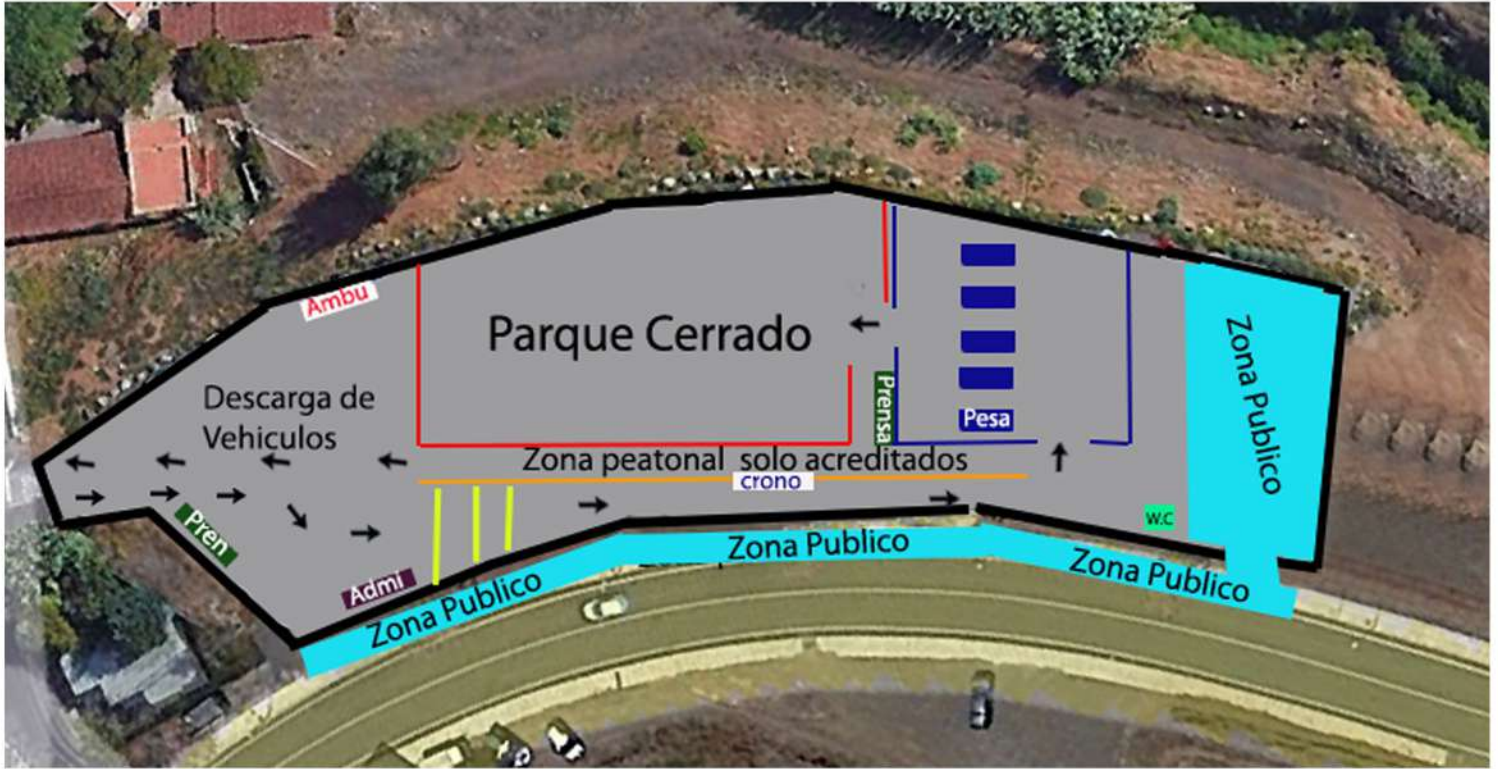 Ambu
Parque Cerrado
Zona Publico
Descarga de
Vehiculos
Prensa
Pesa
Zona peatonal solo acreditados
crono
Pren
W.C
Admi
Zona Publico
Zona Publico
Zona Publico